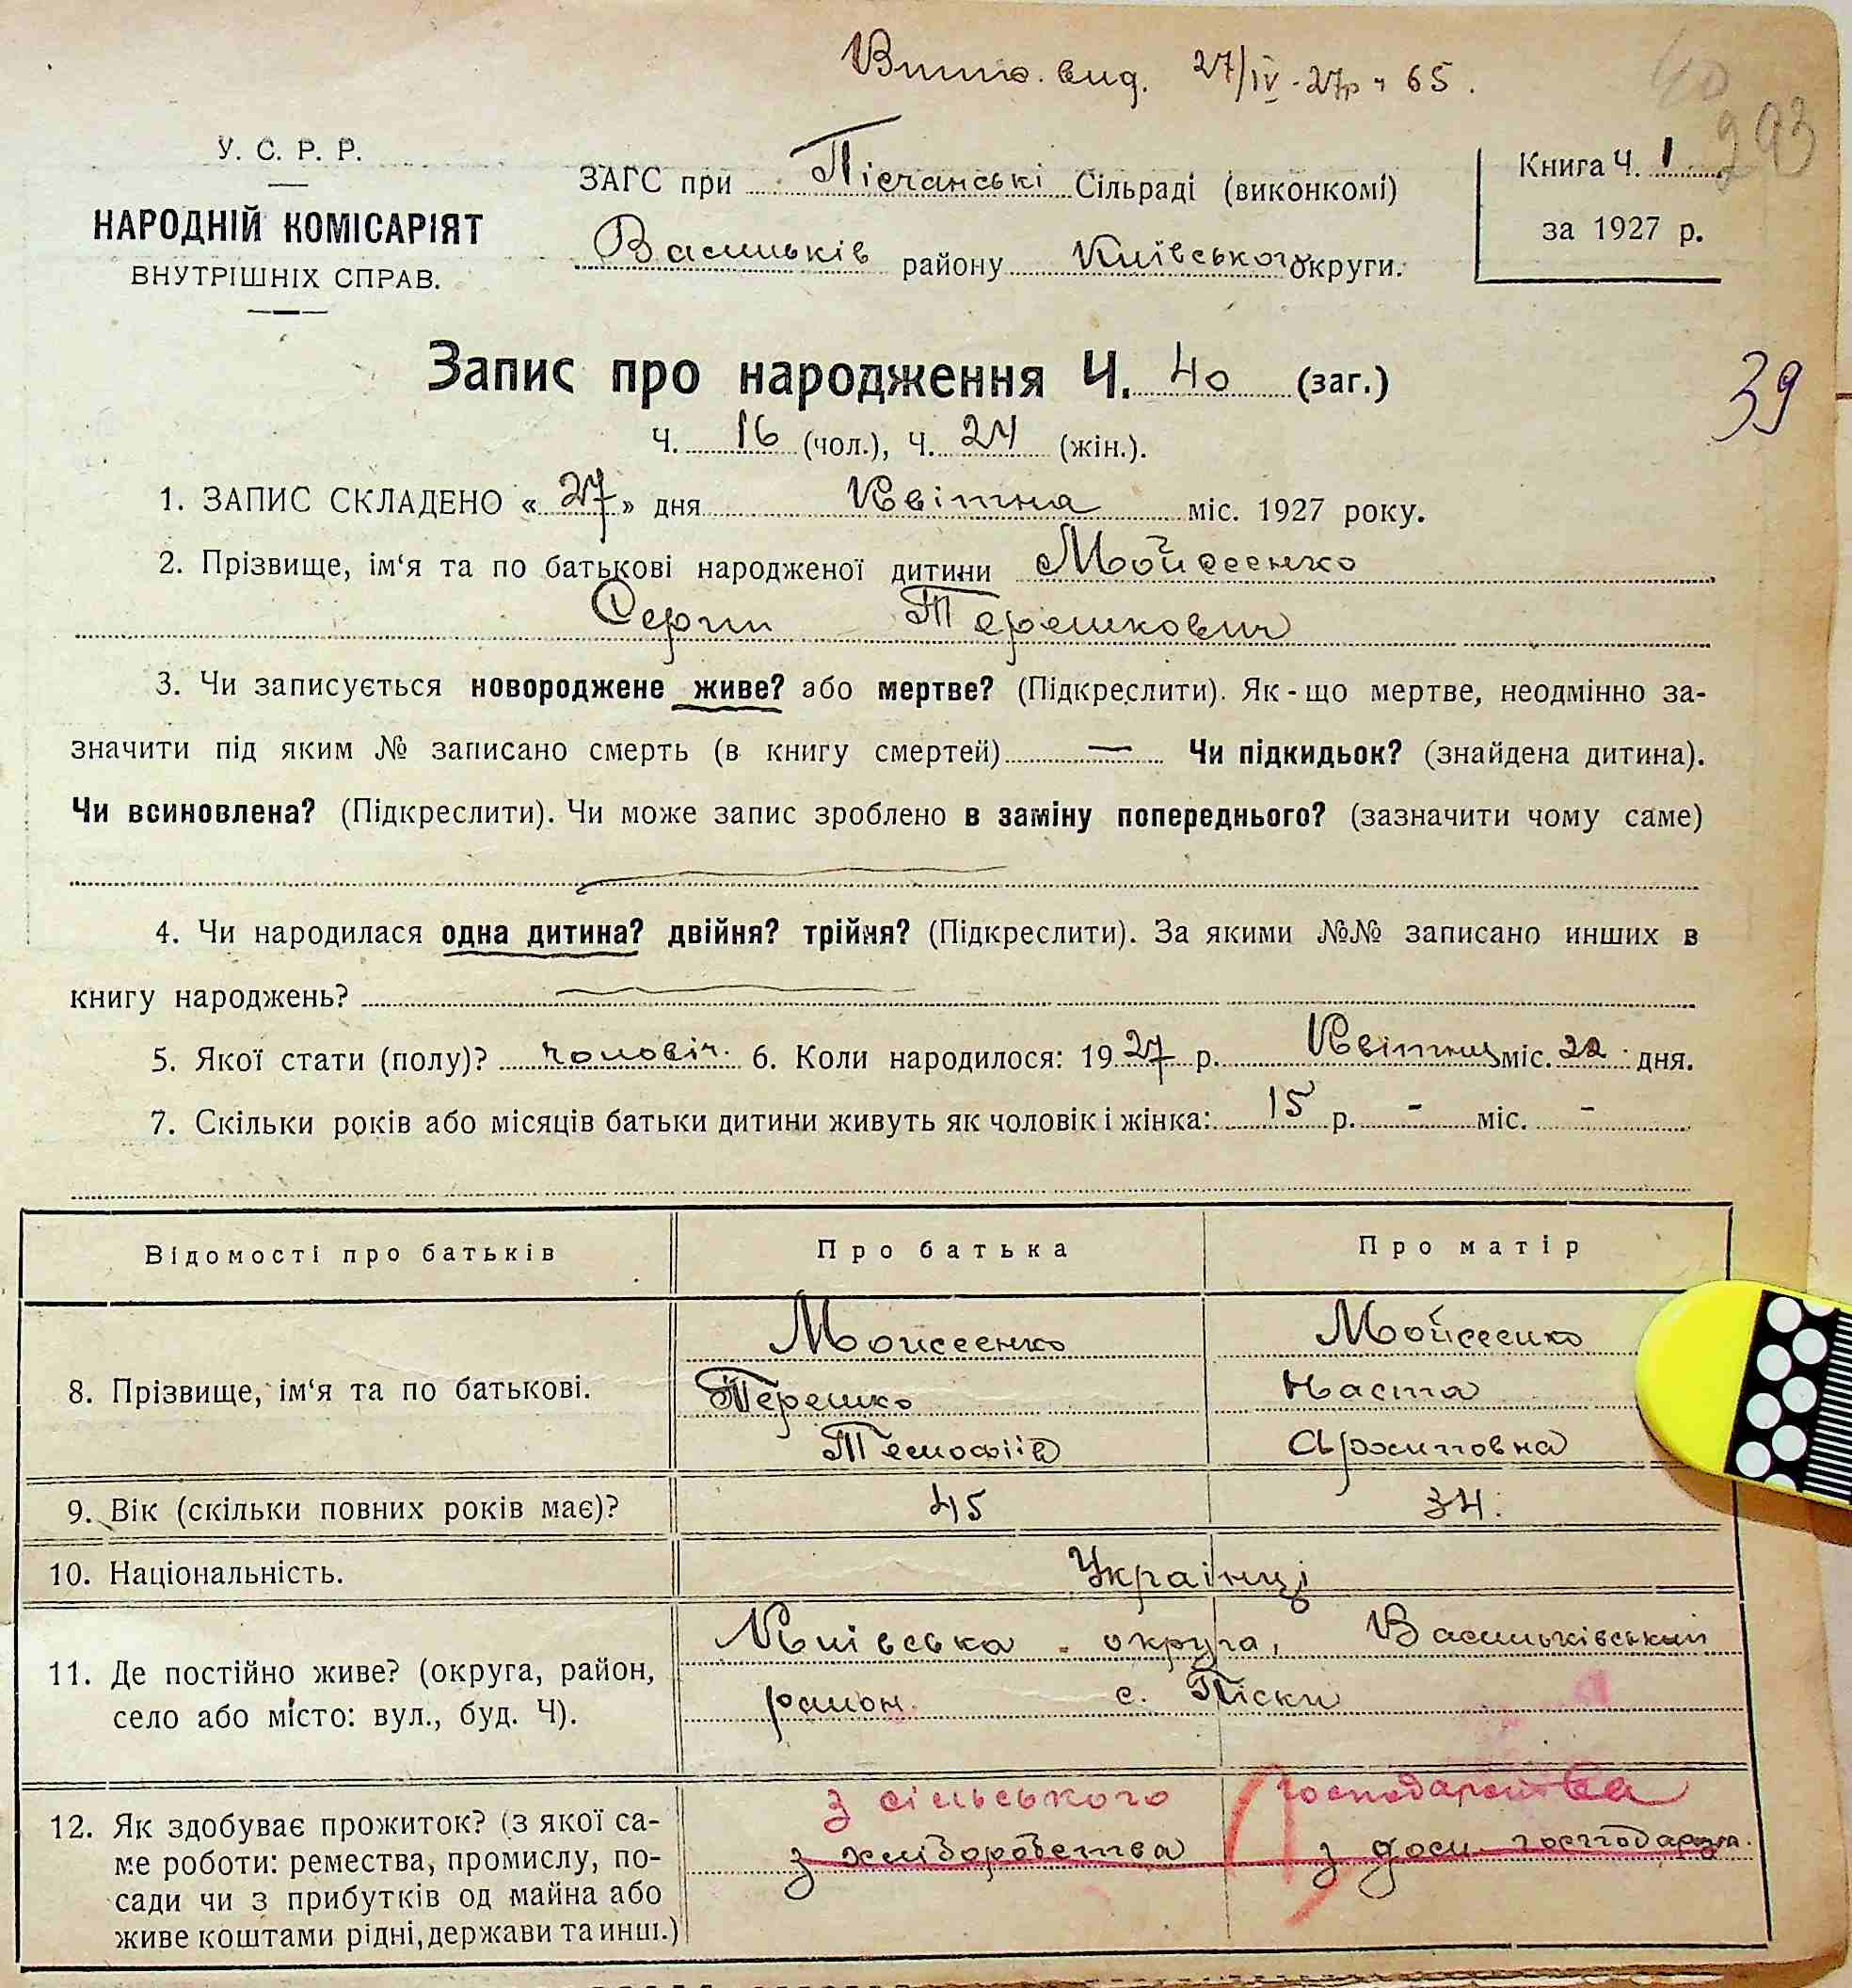 Витяг. вид. 27/IV-27р ч 65.
40
293
У. С. Р. Р.
НАРОДНІЙ КОМІСАРІЯТ
ВНУТРІШНІХ СПРАВ.
ЗАГС при Пісчанські Сільраді (виконкомі)
Васильків району Київського округи.
Книга Ч. 1
за 1927 р.
Запис про народження Ч. 40 (заг.)
39
Ч. 16 (чол.), Ч. 24 (жін.).
1. ЗАПИС СКЛАДЕНО « 27 » дня Квітня міс. 1927 року.
2. Прізвище, ім‘я та по батькові народженої дитини Мойсеенко
Сергій Терешкович
3. Чи записується новороджене живе? або мертве? (Підкреслити). Як-що мертве, неодмінно за-
значити під яким № записано смерть (в книгу смертей) — Чи підкидьок? (знайдена дитина).
Чи всиновлена? (Підкреслити). Чи може запис зроблено в заміну попереднього? (зазначити чому саме)
4. Чи народилася одна дитина? двійня? трійня? (Підкреслити). За якими №№ записано инших в
книгу народжень?
5. Якої стати (полу)? чоловіч. 6. Коли народилося: 1927 р. Квітня міс. 22 дня.
7. Скільки років або місяців батьки дитини живуть як чоловік і жінка: 15 р. - міс. -
Відомості про батьків Про батька Про матір
Моисеенко Мойсеенко
8. Прізвище, ім‘я та по батькові. Терешко Настя
Темофіїв Архиповна
9. Вік (скільки повних років має)? 45 34.
10. Національність. Українці
Київська округа, Васильківський
11. Де постійно живе? (округа, район, район с. Піски
село або місто: вул., буд. Ч).
з сільського господарства
12. Як здобуває прожиток? (з якої са- з хліборобства з дом. господарст.
ме роботи: ремества, промислу, по-
сади чи з прибутків од майна або
живе коштами рідні, держави та инш.)